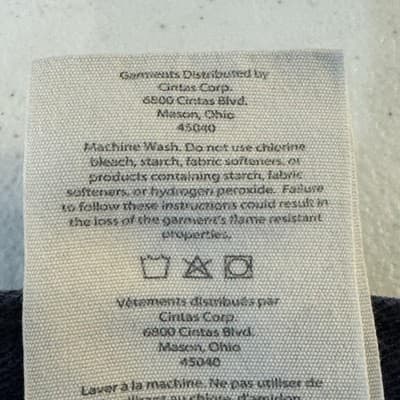 Garments Distributed by
Cintas Corp.
6800 Cintas Blvd.
Mason, Ohio
45040
Machine Wash. Do not use chlorine
bleach, starch, fabric softeners, or
products containing starch, fabric
softeners, or hydrogen peroxide. Failure
to follow these instructions could result in
the loss of the garment's flame resistant
properties.
Vêtements distribués par
Cintas Corp.
6800 Cintas Blvd.
Mason, Ohio
45040
Laver à la machine. Ne pas utiliser de
au chlore, d'amidon